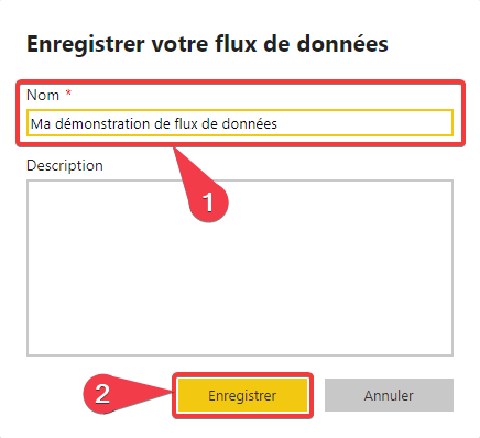 Enregistrer votre flux de données
Nom *
Ma démonstration de flux de données
1
Description
2
Enregistrer
Annuler